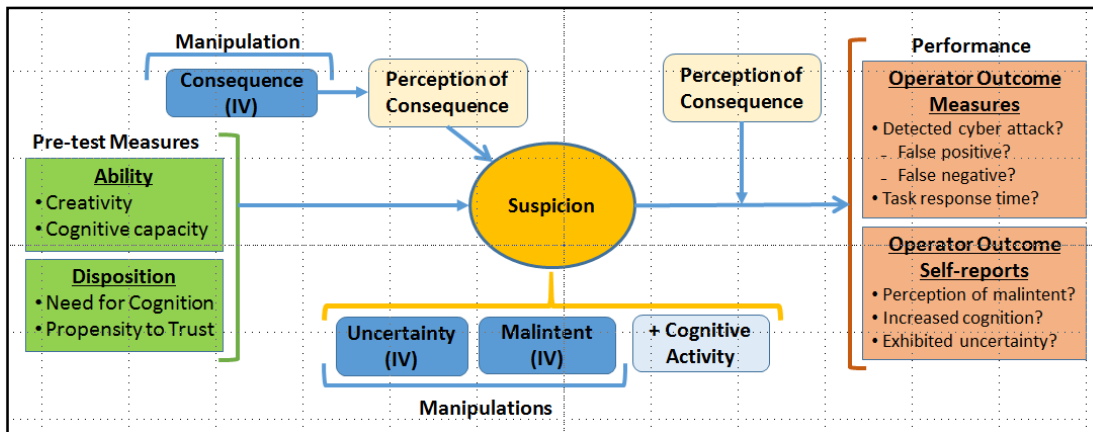 Manipulation
Consequence
(IV)
Perception of
Consequence
Perception of
Consequence
Performance
Operator Outcome
Measures
• Detected cyber attack?
- False positive?
- False negative?
• Task response time?
Pre-test Measures
Ability
• Creativity
• Cognitive capacity
Disposition
• Need for Cognition
• Propensity to Trust
Suspicion
Uncertainty
(IV)
Malintent
(IV)
+ Cognitive
Activity
Manipulations
Operator Outcome
Self-reports
• Perception of malintent?
• Increased cognition?
• Exhibited uncertainty?